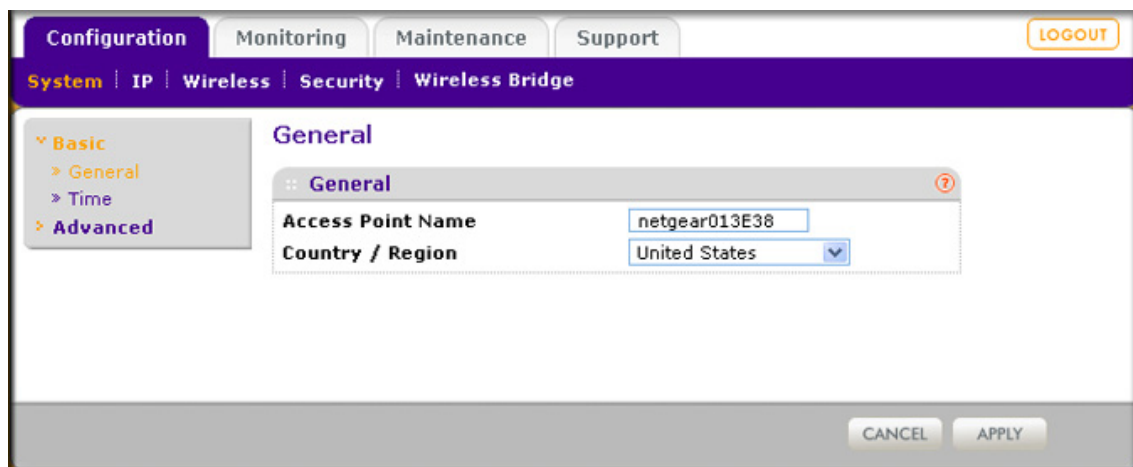 Configuration Monitoring Maintenance Support LOGOUT
System IP Wireless Security Wireless Bridge
Basic
» General
» Time
Advanced
General
General ?
Access Point Name netgear013E38
Country / Region United States
CANCEL APPLY